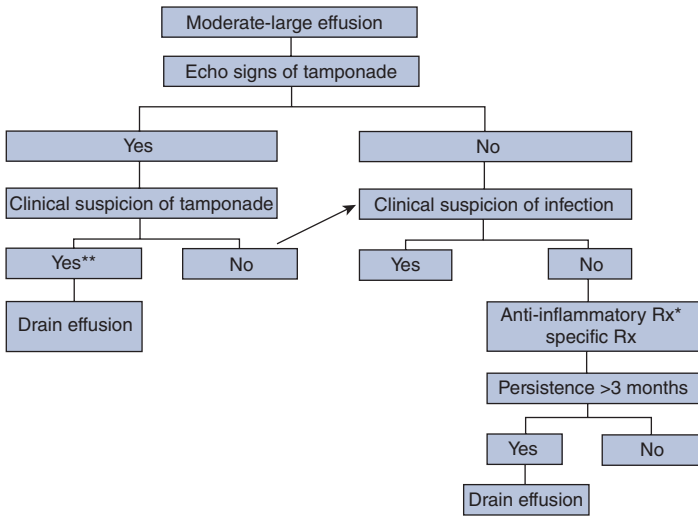 Moderate-large effusion
Echo signs of tamponade
Yes
No
Clinical suspicion of tamponade
Clinical suspicion of infection
Yes**
No
Yes
No
Drain effusion
Anti-inflammatory Rx*
specific Rx
Persistence >3 months
Yes
No
Drain effusion